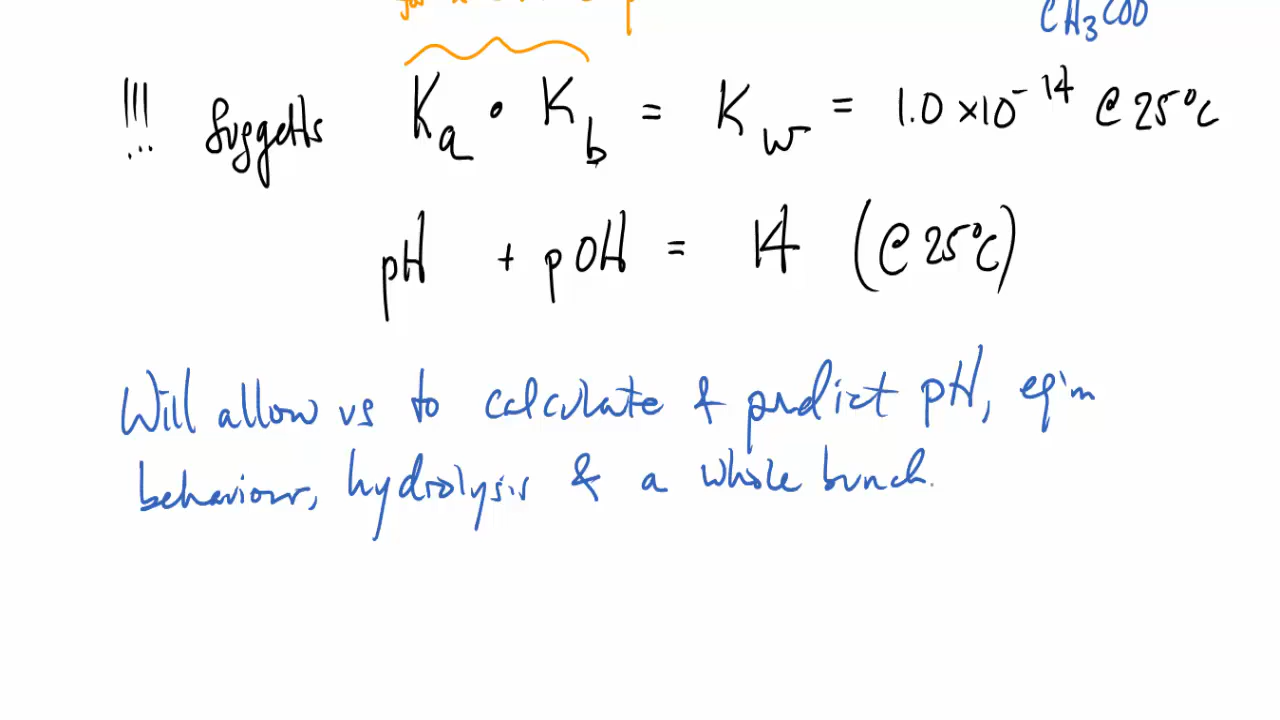 CH₃COO
!!! Suggests Ka · Kb = Kw = 1.0 × 10⁻¹⁴ @ 25°C
pH + pOH = 14 (@ 25°C)
Will allow us to calculate & predict pH, eq'm
behaviour, hydrolysis & a whole bunch.